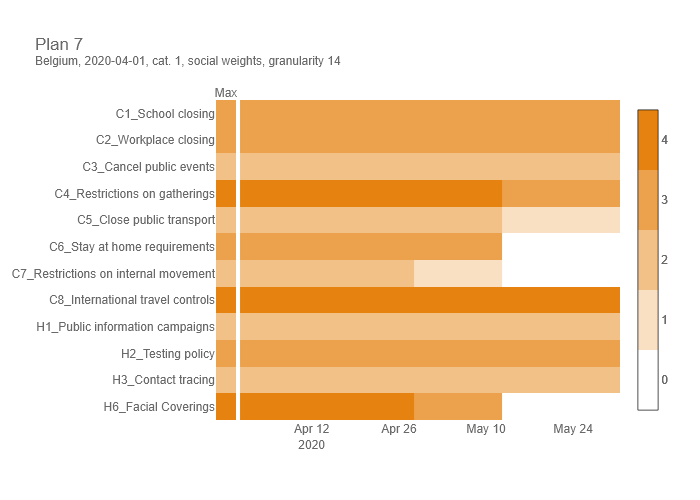 Plan 7
Belgium, 2020-04-01, cat. 1, social weights, granularity 14
Max
C1_School closing
C2_Workplace closing
C3_Cancel public events
C4_Restrictions on gatherings
C5_Close public transport
C6_Stay at home requirements
C7_Restrictions on internal movement
C8_International travel controls
H1_Public information campaigns
H2_Testing policy
H3_Contact tracing
H6_Facial Coverings
4
3
2
1
0
Apr 12 Apr 26 May 10 May 24
2020